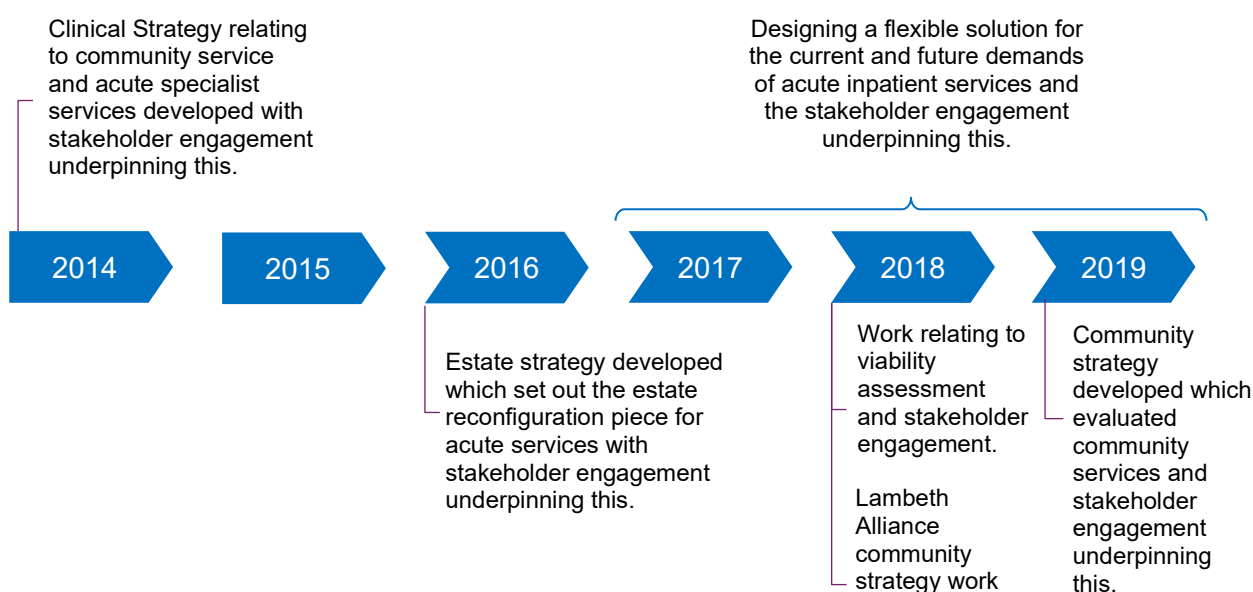 Clinical Strategy relating
to community service
and acute specialist
services developed with
stakeholder engagement
underpinning this.
Designing a flexible solution for
the current and future demands
of acute inpatient services and
the stakeholder engagement
underpinning this.
2014
2015
2016
2017
2018
2019
Estate strategy developed
which set out the estate
reconfiguration piece for
acute services with
stakeholder engagement
underpinning this.
Work relating to
viability
assessment
and stakeholder
engagement.
Lambeth
Alliance
community
strategy work
Community
strategy
developed which
evaluated
community
services and
stakeholder
engagement
underpinning
this.